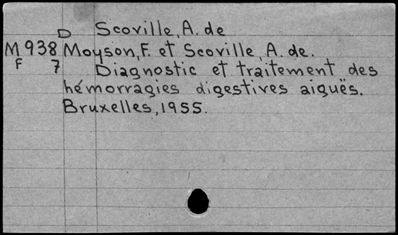 D Scoville, A. de
M 938 Moyson, F. et Scoville, A. de.
F 7 Diagnostic et traitement des
hémorragies digestives aiguës.
Bruxelles, 1955.